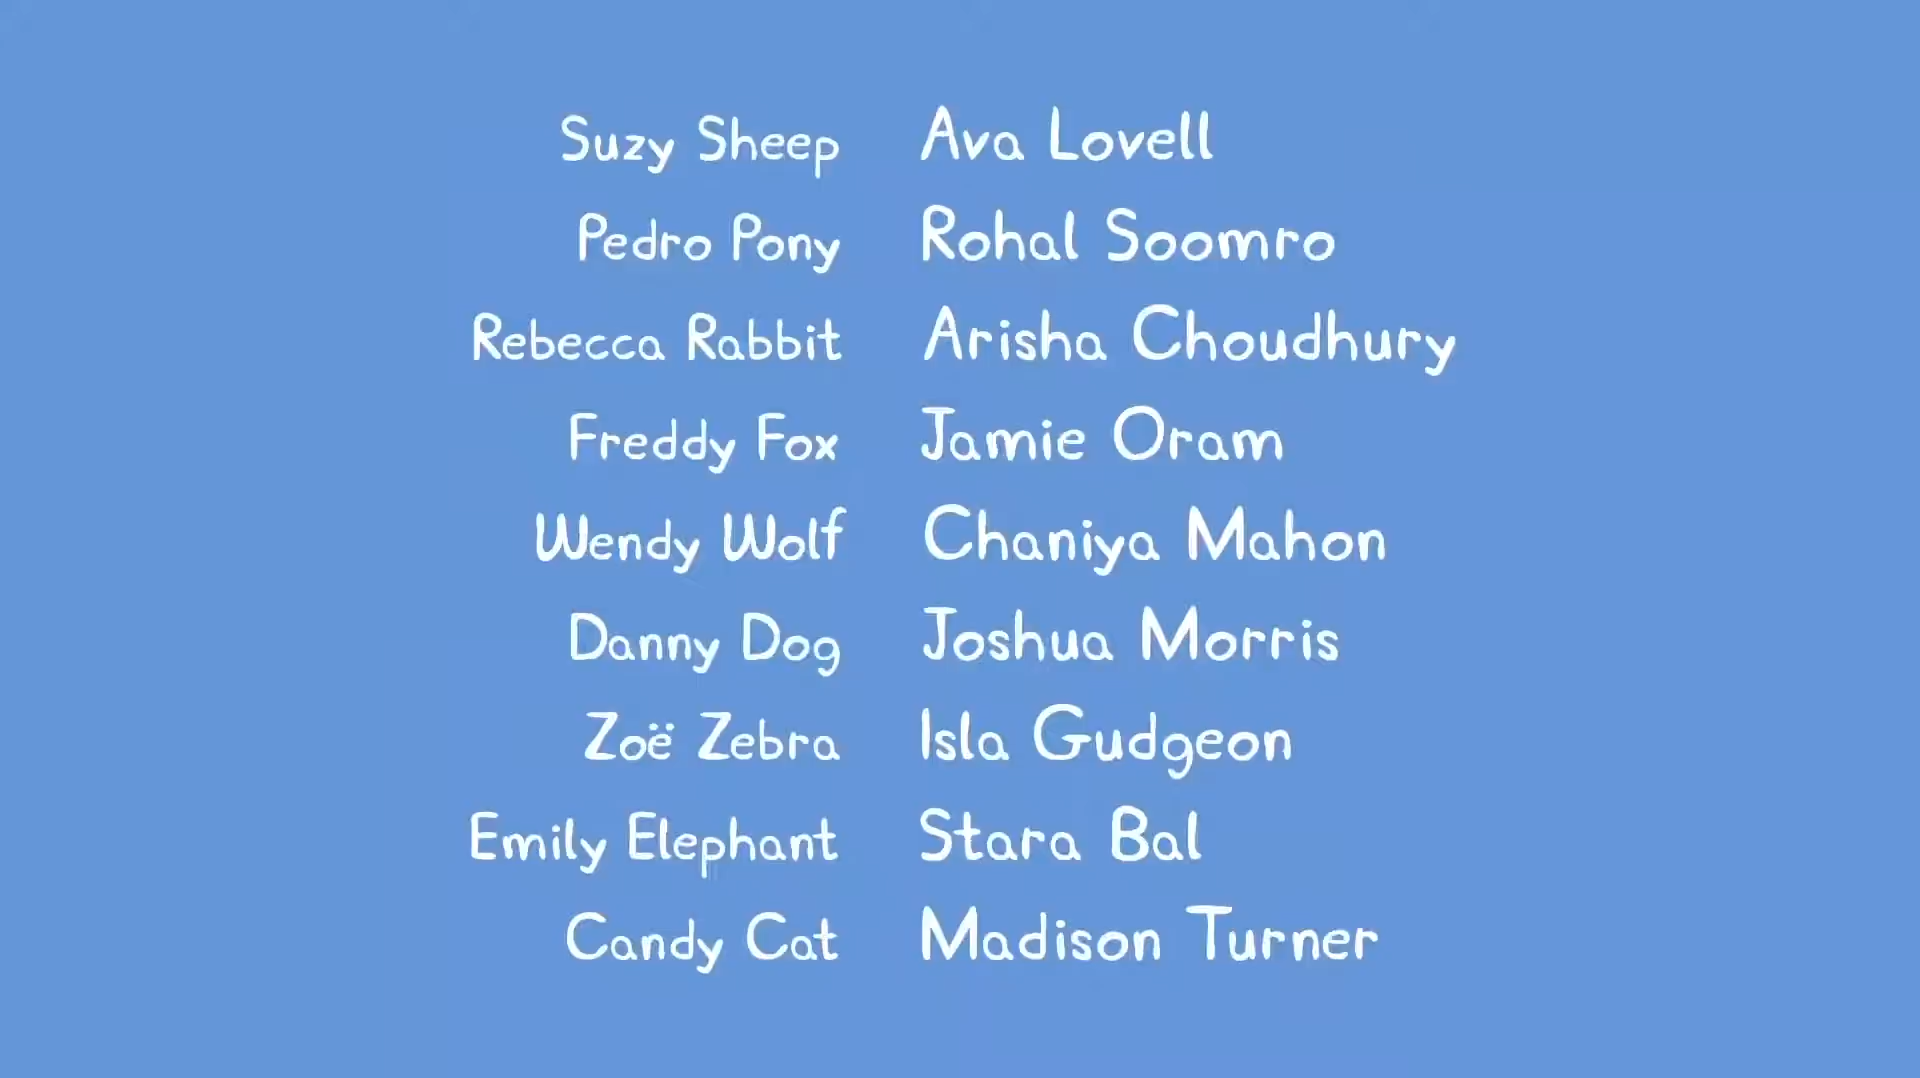 Suzy Sheep Ava Lovell
Pedro Pony Rohal Soomro
Rebecca Rabbit Arisha Choudhury
Freddy Fox Jamie Oram
Wendy Wolf Chaniya Mahon
Danny Dog Joshua Morris
Zoë Zebra Isla Gudgeon
Emily Elephant Stara Bal
Candy Cat Madison Turner